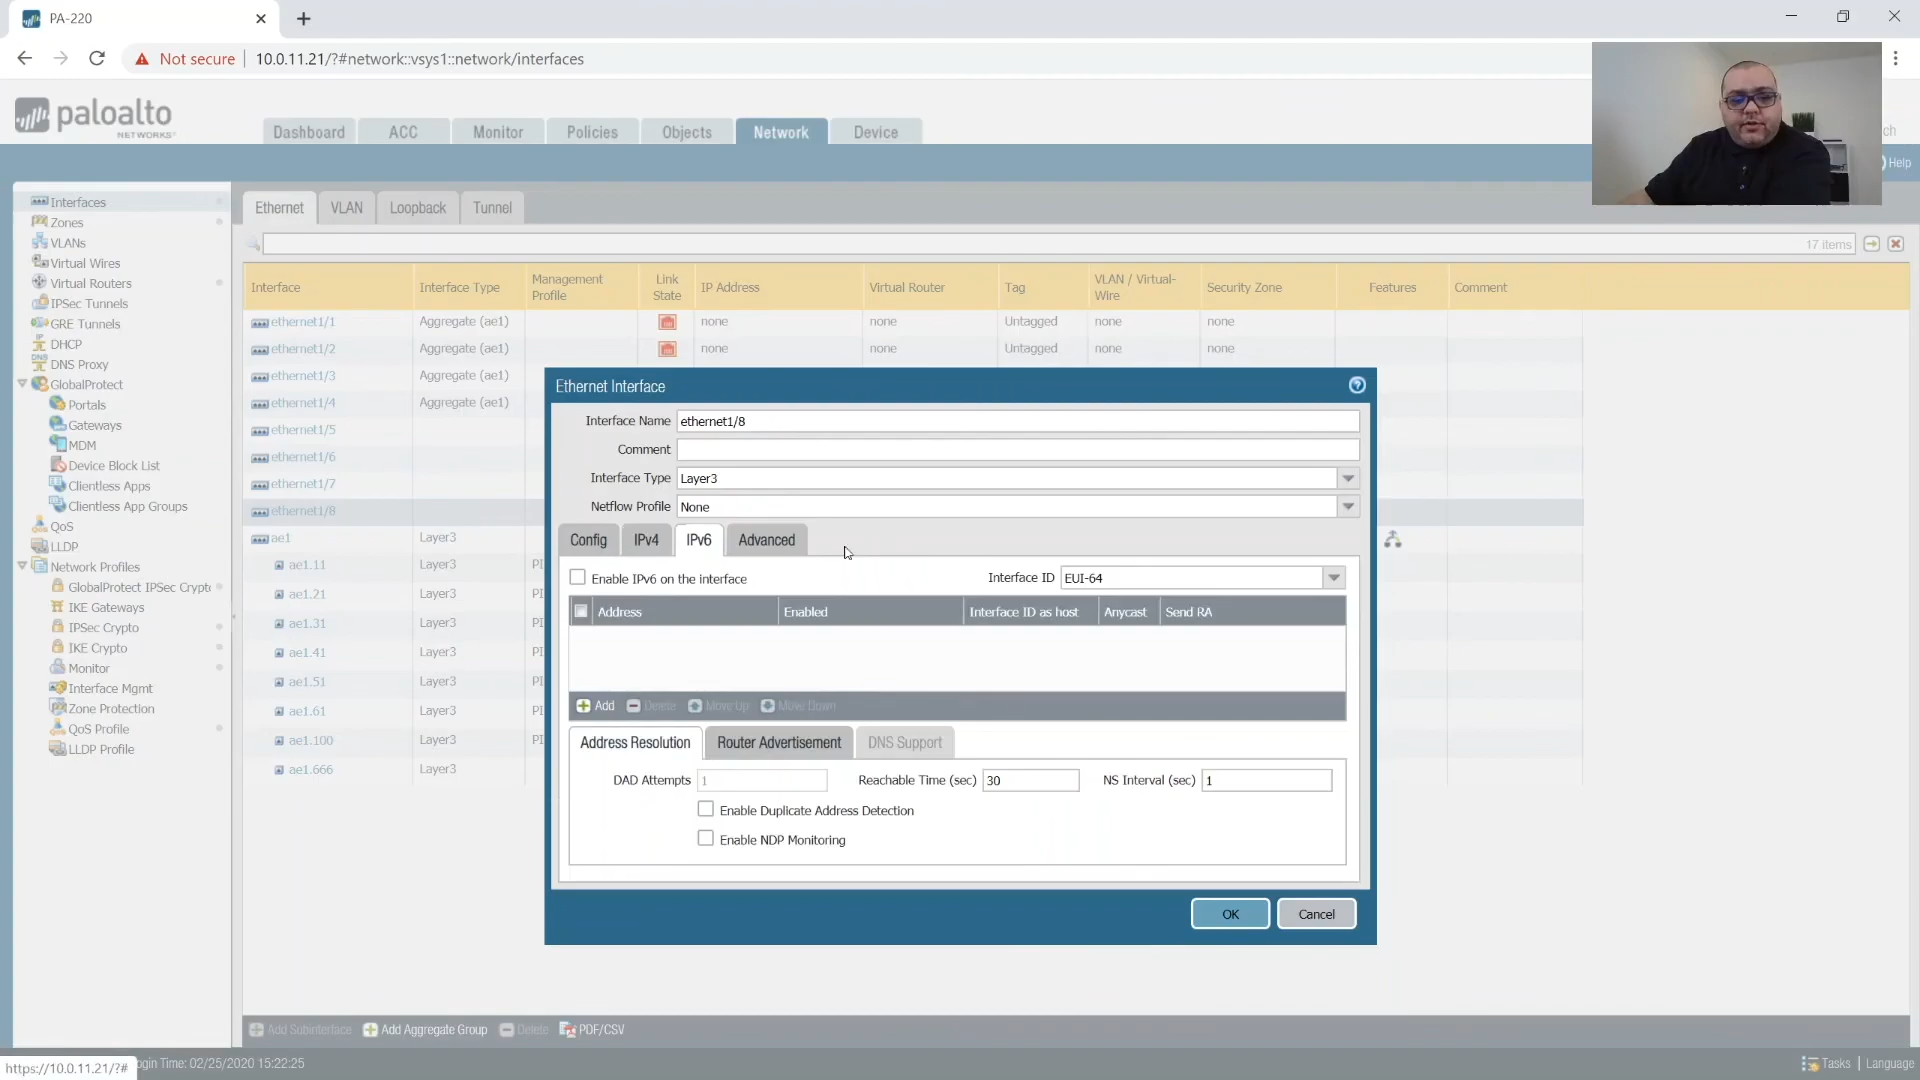 PA-220
Not secure
10.0.11.21/?#network::vsys1::network/interfaces
paloalto
NETWORKS
Dashboard
ACC
Monitor
Policies
Objects
Network
Device
Help
Interfaces
Zones
VLANs
Virtual Wires
Virtual Routers
IPSec Tunnels
GRE Tunnels
DHCP
DNS Proxy
GlobalProtect
Portals
Gateways
MDM
Device Block List
Clientless Apps
Clientless App Groups
QoS
LLDP
Network Profiles
GlobalProtect IPSec Crypto
IKE Gateways
IPSec Crypto
IKE Crypto
Monitor
Interface Mgmt
Zone Protection
QoS Profile
LLDP Profile
Ethernet
VLAN
Loopback
Tunnel
17 items
Interface
Interface Type
Management
Profile
Link
State
IP Address
Virtual Router
Tag
VLAN / Virtual-
Wire
Security Zone
Features
Comment
ethernet1/1 Aggregate (ae1) none none Untagged none none
ethernet1/2 Aggregate (ae1) none none Untagged none none
ethernet1/3 Aggregate (ae1)
ethernet1/4 Aggregate (ae1)
ethernet1/5
ethernet1/6
ethernet1/7
ethernet1/8
ae1 Layer3
ae1.11 Layer3
ae1.21 Layer3
ae1.31 Layer3
ae1.41 Layer3
ae1.51 Layer3
ae1.61 Layer3
ae1.100 Layer3
ae1.666 Layer3
Ethernet Interface
Interface Name ethernet1/8
Comment
Interface Type Layer3
Netflow Profile None
Config
IPv4
IPv6
Advanced
Enable IPv6 on the interface
Interface ID EUI-64
Address
Enabled
Interface ID as host
Anycast
Send RA
Add
Delete
Move Up
Move Down
Address Resolution
Router Advertisement
DNS Support
DAD Attempts 1
Reachable Time (sec) 30
NS Interval (sec) 1
Enable Duplicate Address Detection
Enable NDP Monitoring
OK
Cancel
Add Subinterface
Add Aggregate Group
Delete
PDF/CSV
https://10.0.11.21/?#
ogin Time: 02/25/2020 15:22:25
Tasks | Language